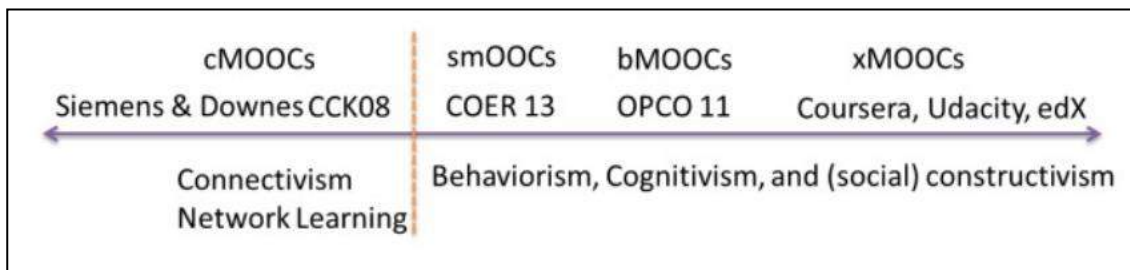 cMOOCs smOOCs bMOOCs xMOOCs
Siemens & Downes CCK08 COER 13 OPCO 11 Coursera, Udacity, edX
Connectivism
Network Learning
Behaviorism, Cognitivism, and (social) constructivism